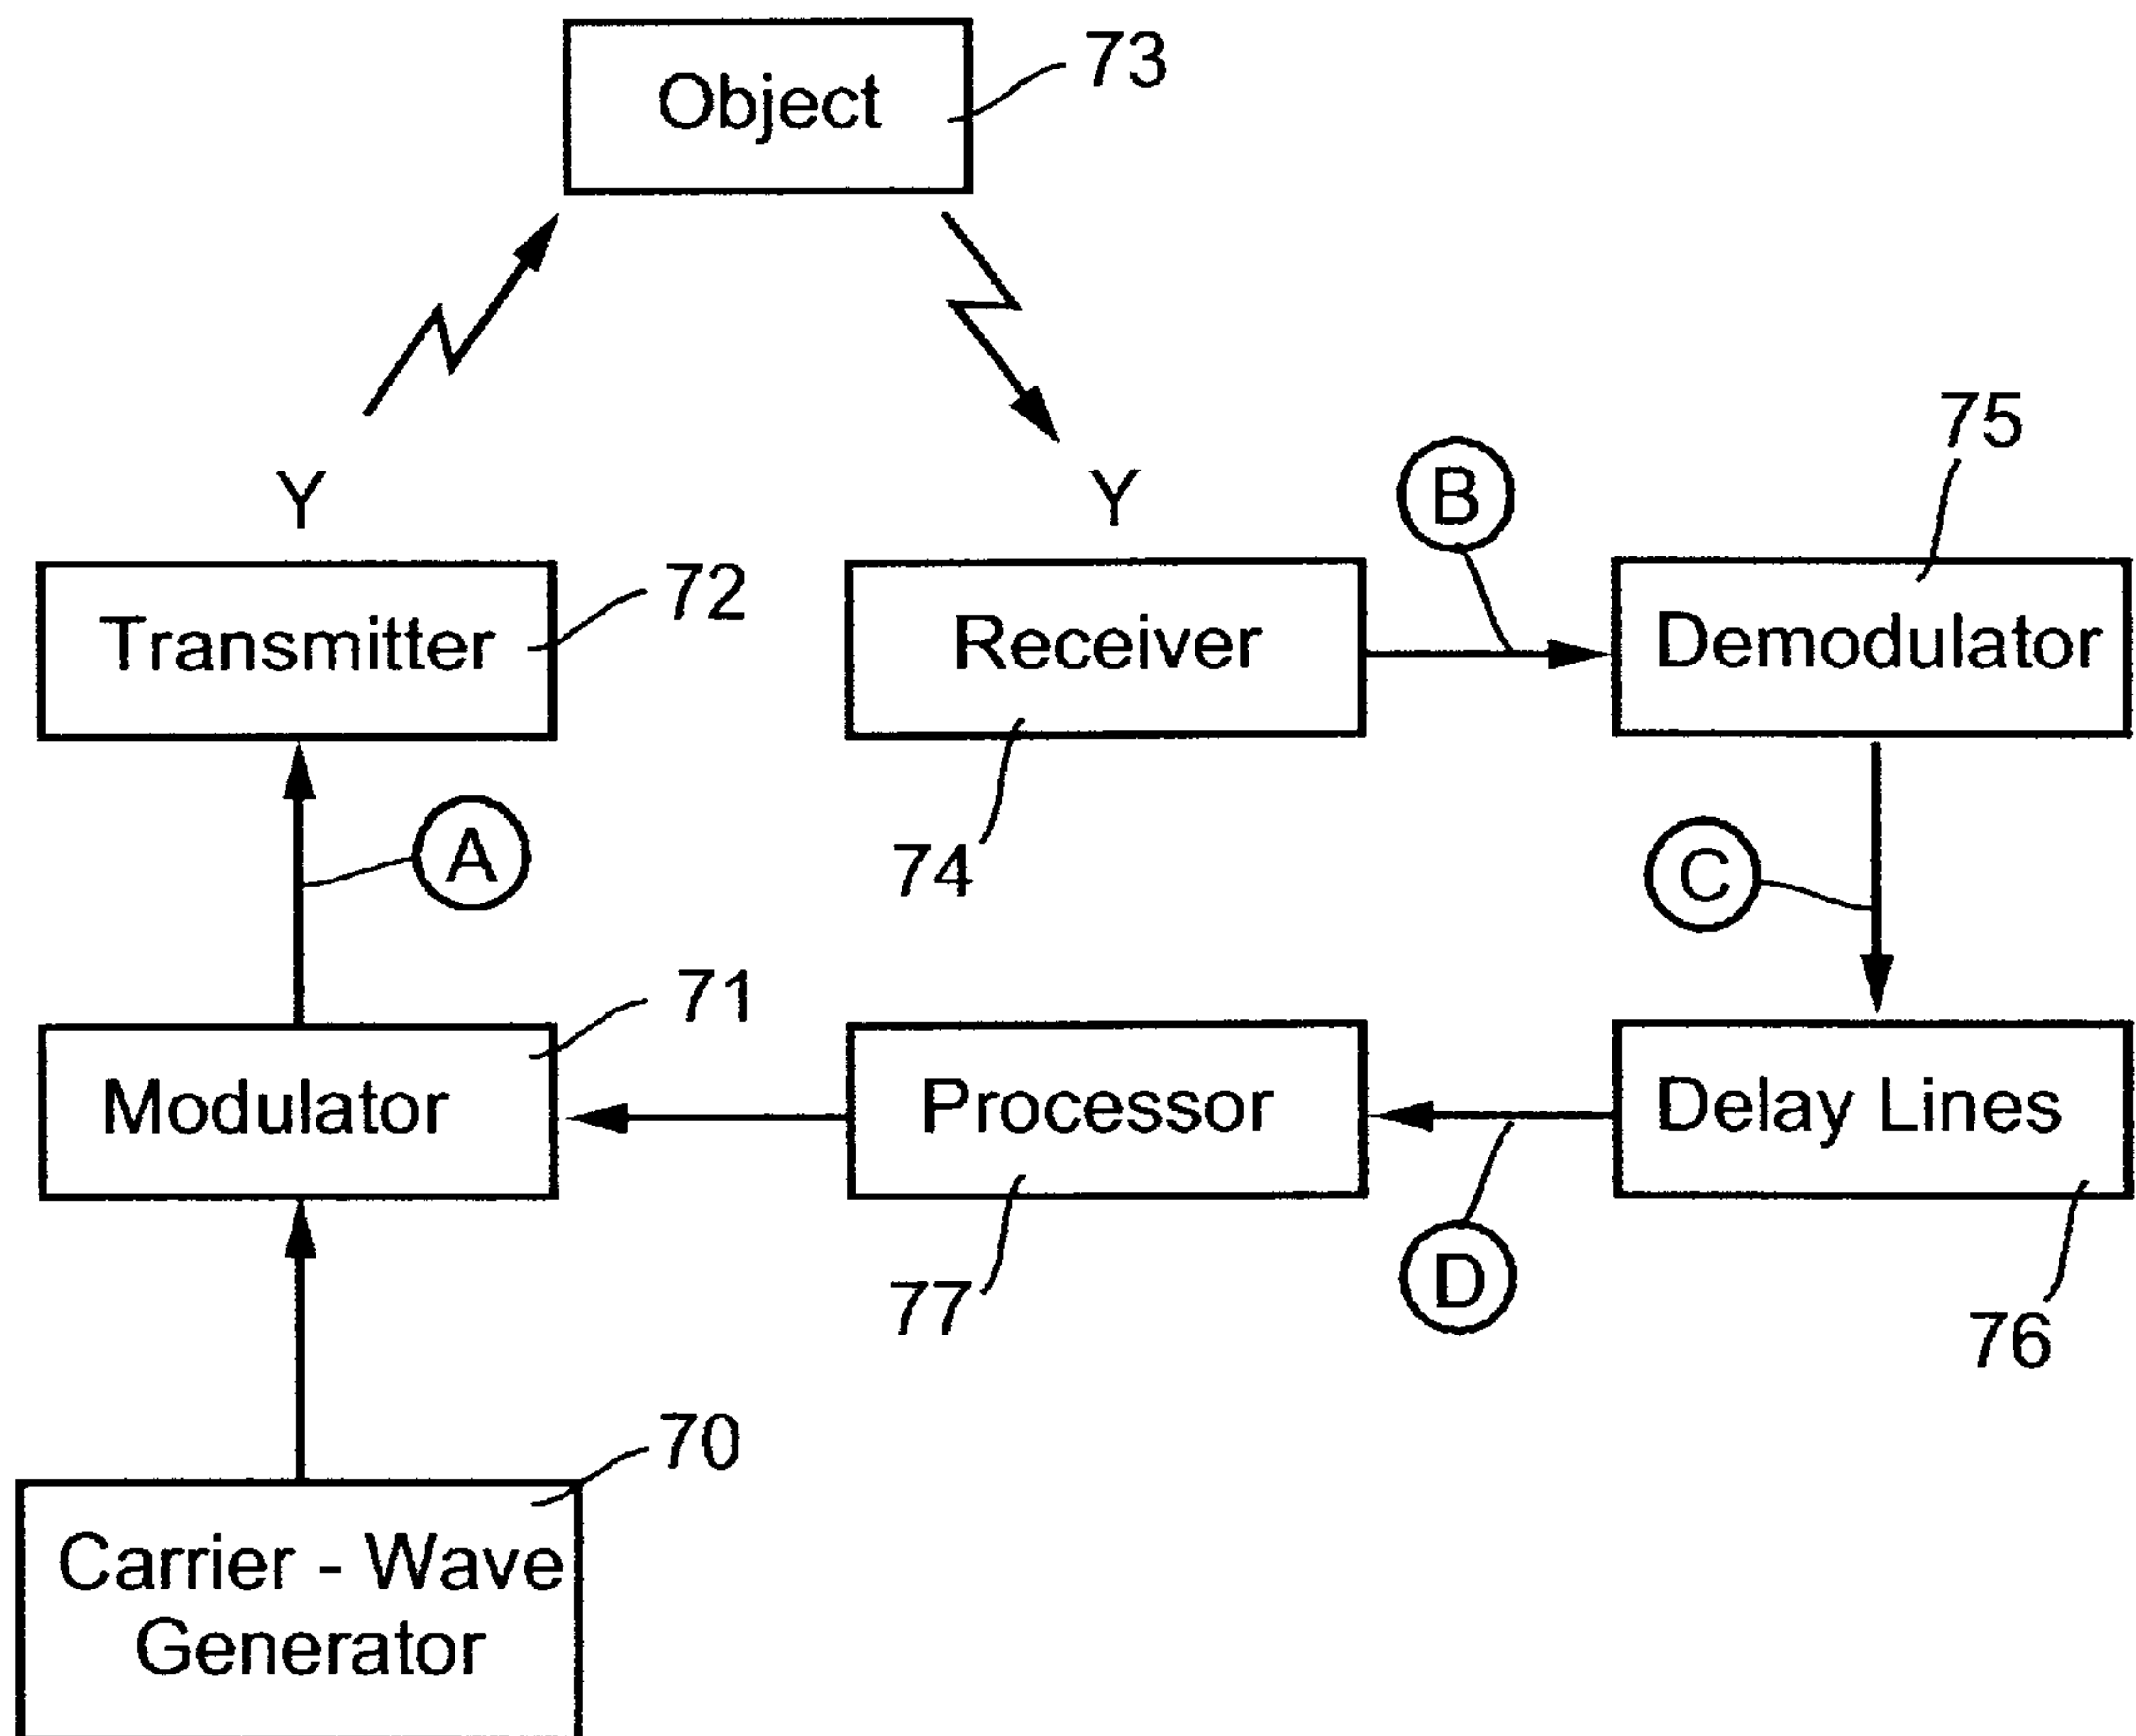 Object
73
Y
Y
B
75
Transmitter
72
Receiver
Demodulator
74
A
C
71
Modulator
Processor
Delay Lines
77
D
76
70
Carrier - Wave
Generator